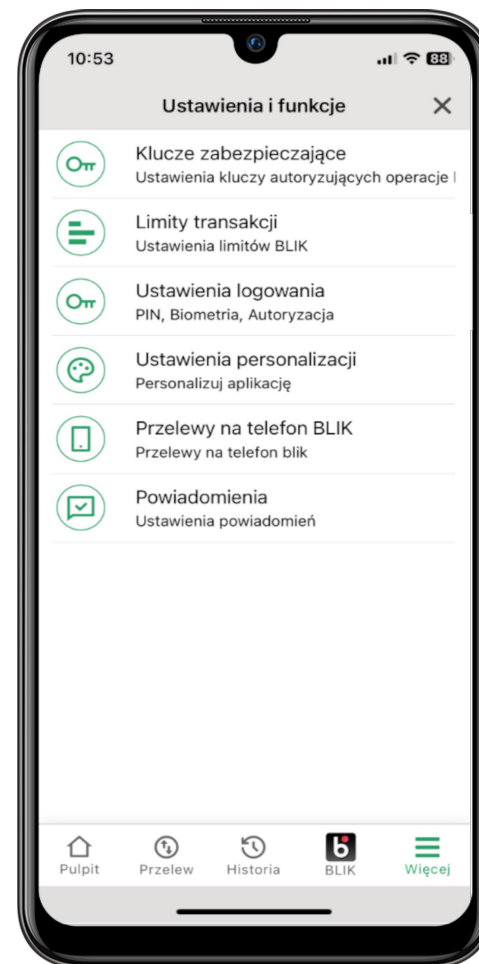 10:53
88
Ustawienia i funkcje
Klucze zabezpieczające
Ustawienia kluczy autoryzujących operacje
Limity transakcji
Ustawienia limitów BLIK
Ustawienia logowania
PIN, Biometria, Autoryzacja
Ustawienia personalizacji
Personalizuj aplikację
Przelewy na telefon BLIK
Przelewy na telefon blik
Powiadomienia
Ustawienia powiadomień
Pulpit
Przelew
Historia
BLIK
Więcej